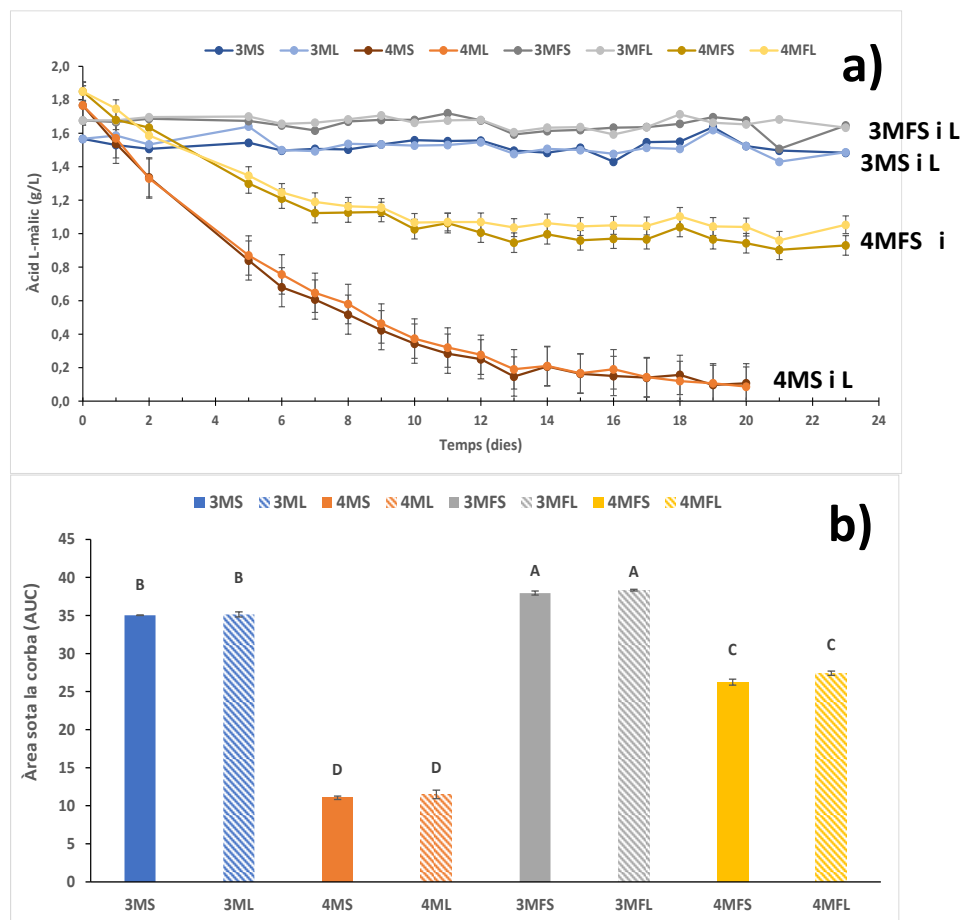 3MS 3ML 4MS 4ML 3MFS 3MFL 4MFS 4MFL
a)
Àcid L-màlic (g/L)
2,0
1,8
1,6
1,4
1,2
1,0
0,8
0,6
0,4
0,2
0,0
3MFS i L
3MS i L
4MFS i
4MS i L
0 2 4 6 8 10 12 14 16 18 20 22 24
Temps (dies)
3MS 3ML 4MS 4ML 3MFS 3MFL 4MFS 4MFL
b)
Àrea sota la corba (AUC)
45
40
35
30
25
20
15
10
5
0
B B D D A A C C
3MS 3ML 4MS 4ML 3MFS 3MFL 4MFS 4MFL